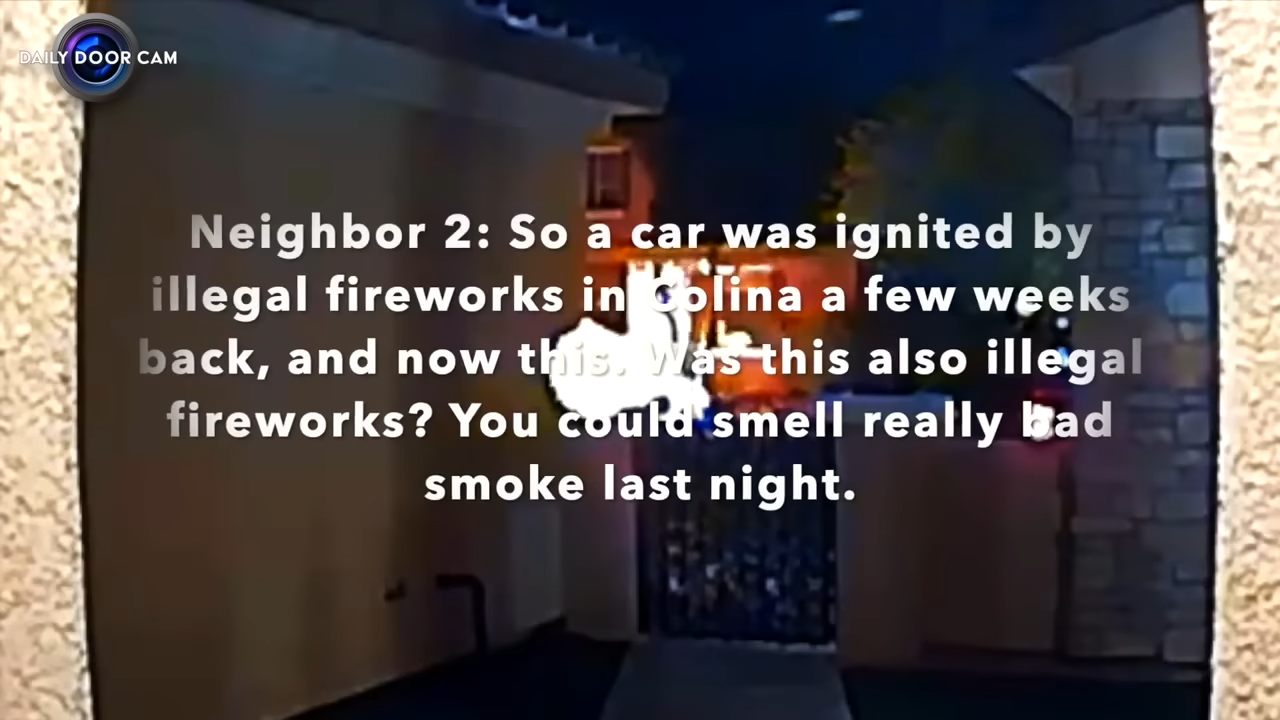 DAILY DOOR CAM
Neighbor 2: So a car was ignited by
illegal fireworks in Colina a few weeks
back, and now this. Was this also illegal
fireworks? You could smell really bad
smoke last night.